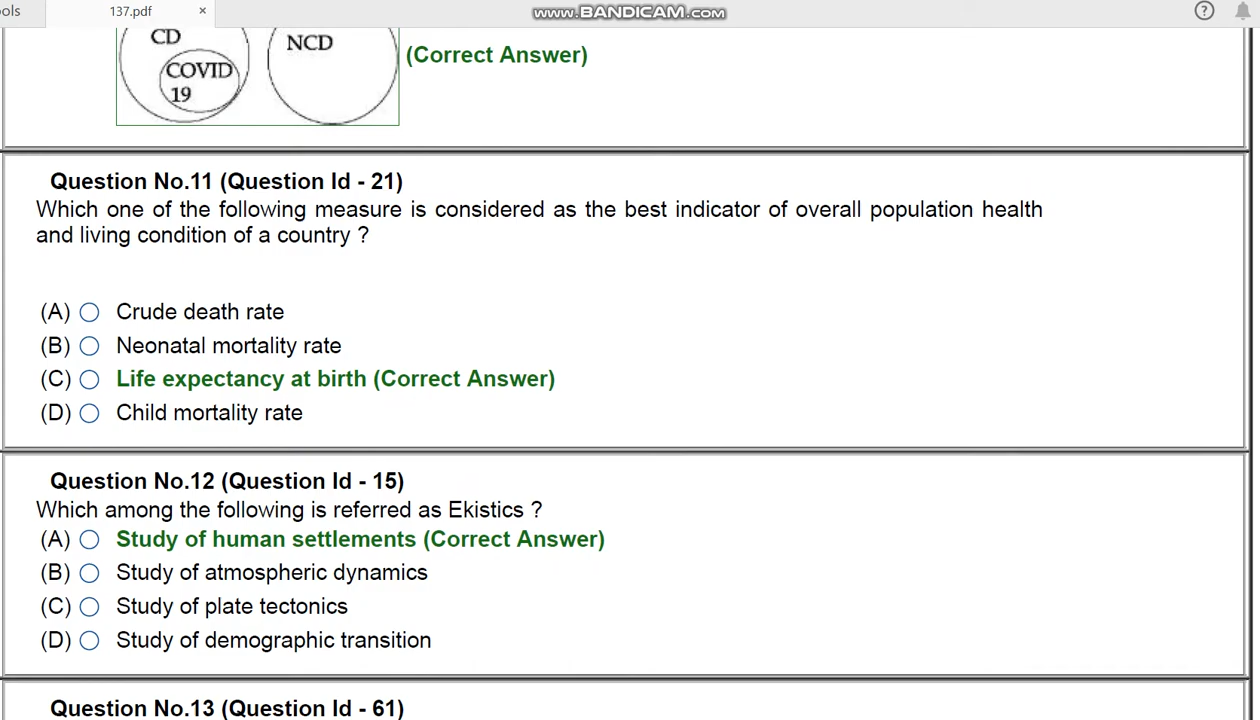 ols
137.pdf ×
www.BANDICAM.com
?
CD
COVID
19
NCD
(Correct Answer)
Question No.11 (Question Id - 21)
Which one of the following measure is considered as the best indicator of overall population health
and living condition of a country ?
(A) Crude death rate
(B) Neonatal mortality rate
(C) Life expectancy at birth (Correct Answer)
(D) Child mortality rate
Question No.12 (Question Id - 15)
Which among the following is referred as Ekistics ?
(A) Study of human settlements (Correct Answer)
(B) Study of atmospheric dynamics
(C) Study of plate tectonics
(D) Study of demographic transition
Question No.13 (Question Id - 61)